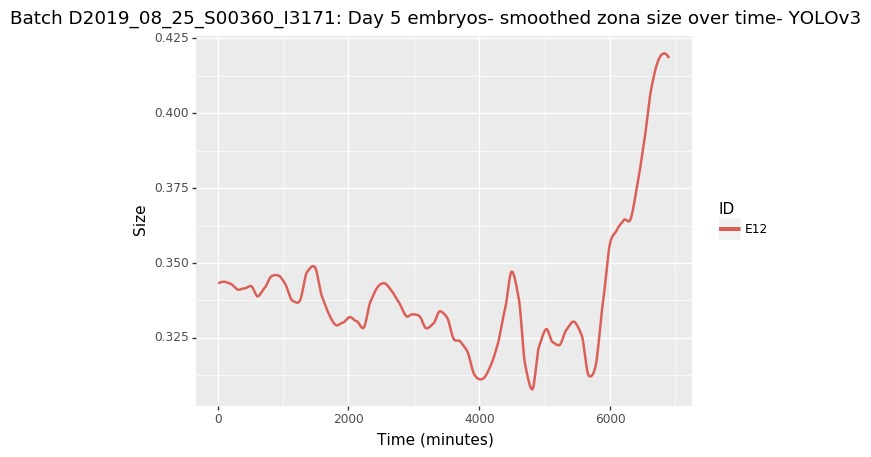 Batch D2019_08_25_S00360_I3171: Day 5 embryos- smoothed zona size over time- YOLOv3
0.425
0.400
0.375
0.350
0.325
Size
0
2000
4000
6000
Time (minutes)
ID
E12